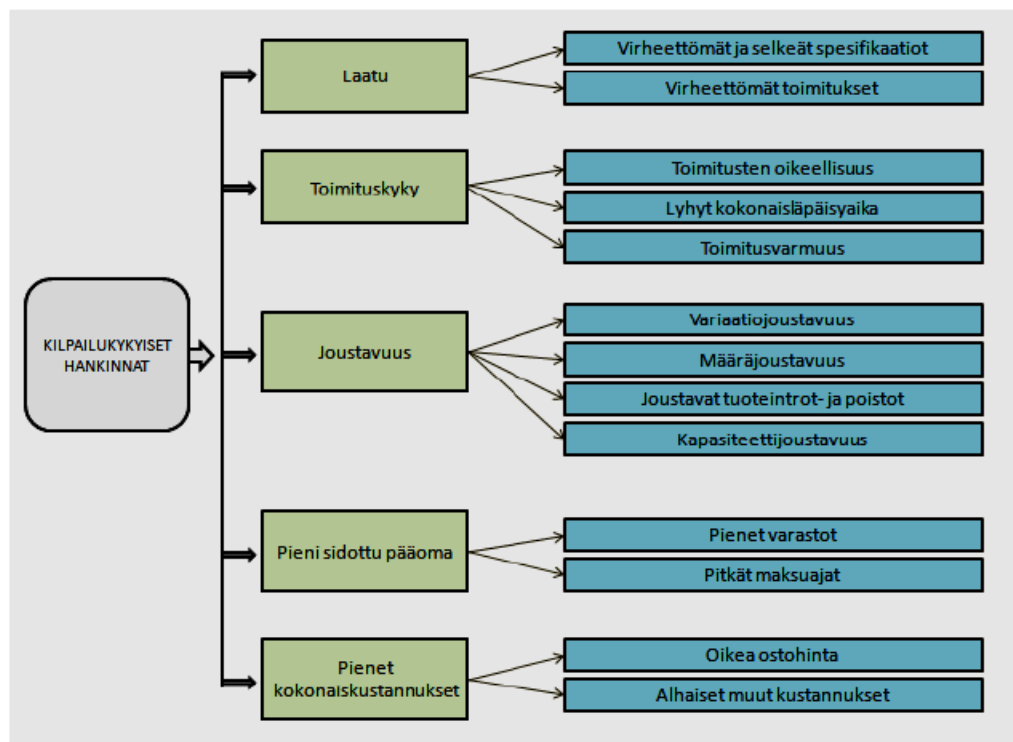 KILPAILUKYKYISET
HANKINNAT
Laatu
Virheettömät ja selkeät spesifikaatiot
Virheettömät toimitukset
Toimituskyky
Toimitusten oikeellisuus
Lyhyt kokonaisläpäisyaika
Toimitusvarmuus
Joustavuus
Variaatiojoustavuus
Määräjoustavuus
Joustavat tuoteintrot- ja poistot
Kapasiteettijoustavuus
Pieni sidottu pääoma
Pienet varastot
Pitkät maksuajat
Pienet
kokonaiskustannukset
Oikea ostohinta
Alhaiset muut kustannukset